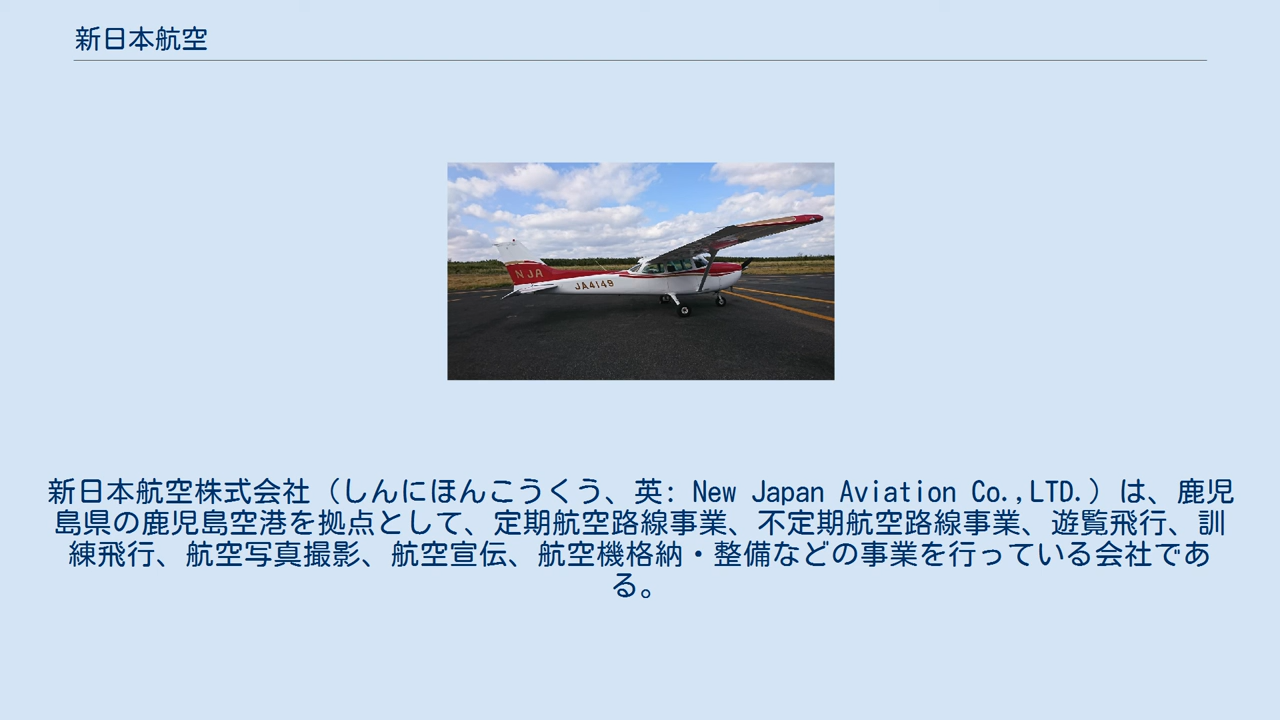 新日本航空
NJA
JA4149
新日本航空株式会社（しんにほんこうくう、英: New Japan Aviation Co.,LTD.）は、鹿児
島県の鹿児島空港を拠点として、定期航空路線事業、不定期航空路線事業、遊覧飛行、訓
練飛行、航空写真撮影、航空宣伝、航空機格納・整備などの事業を行っている会社であ
る。